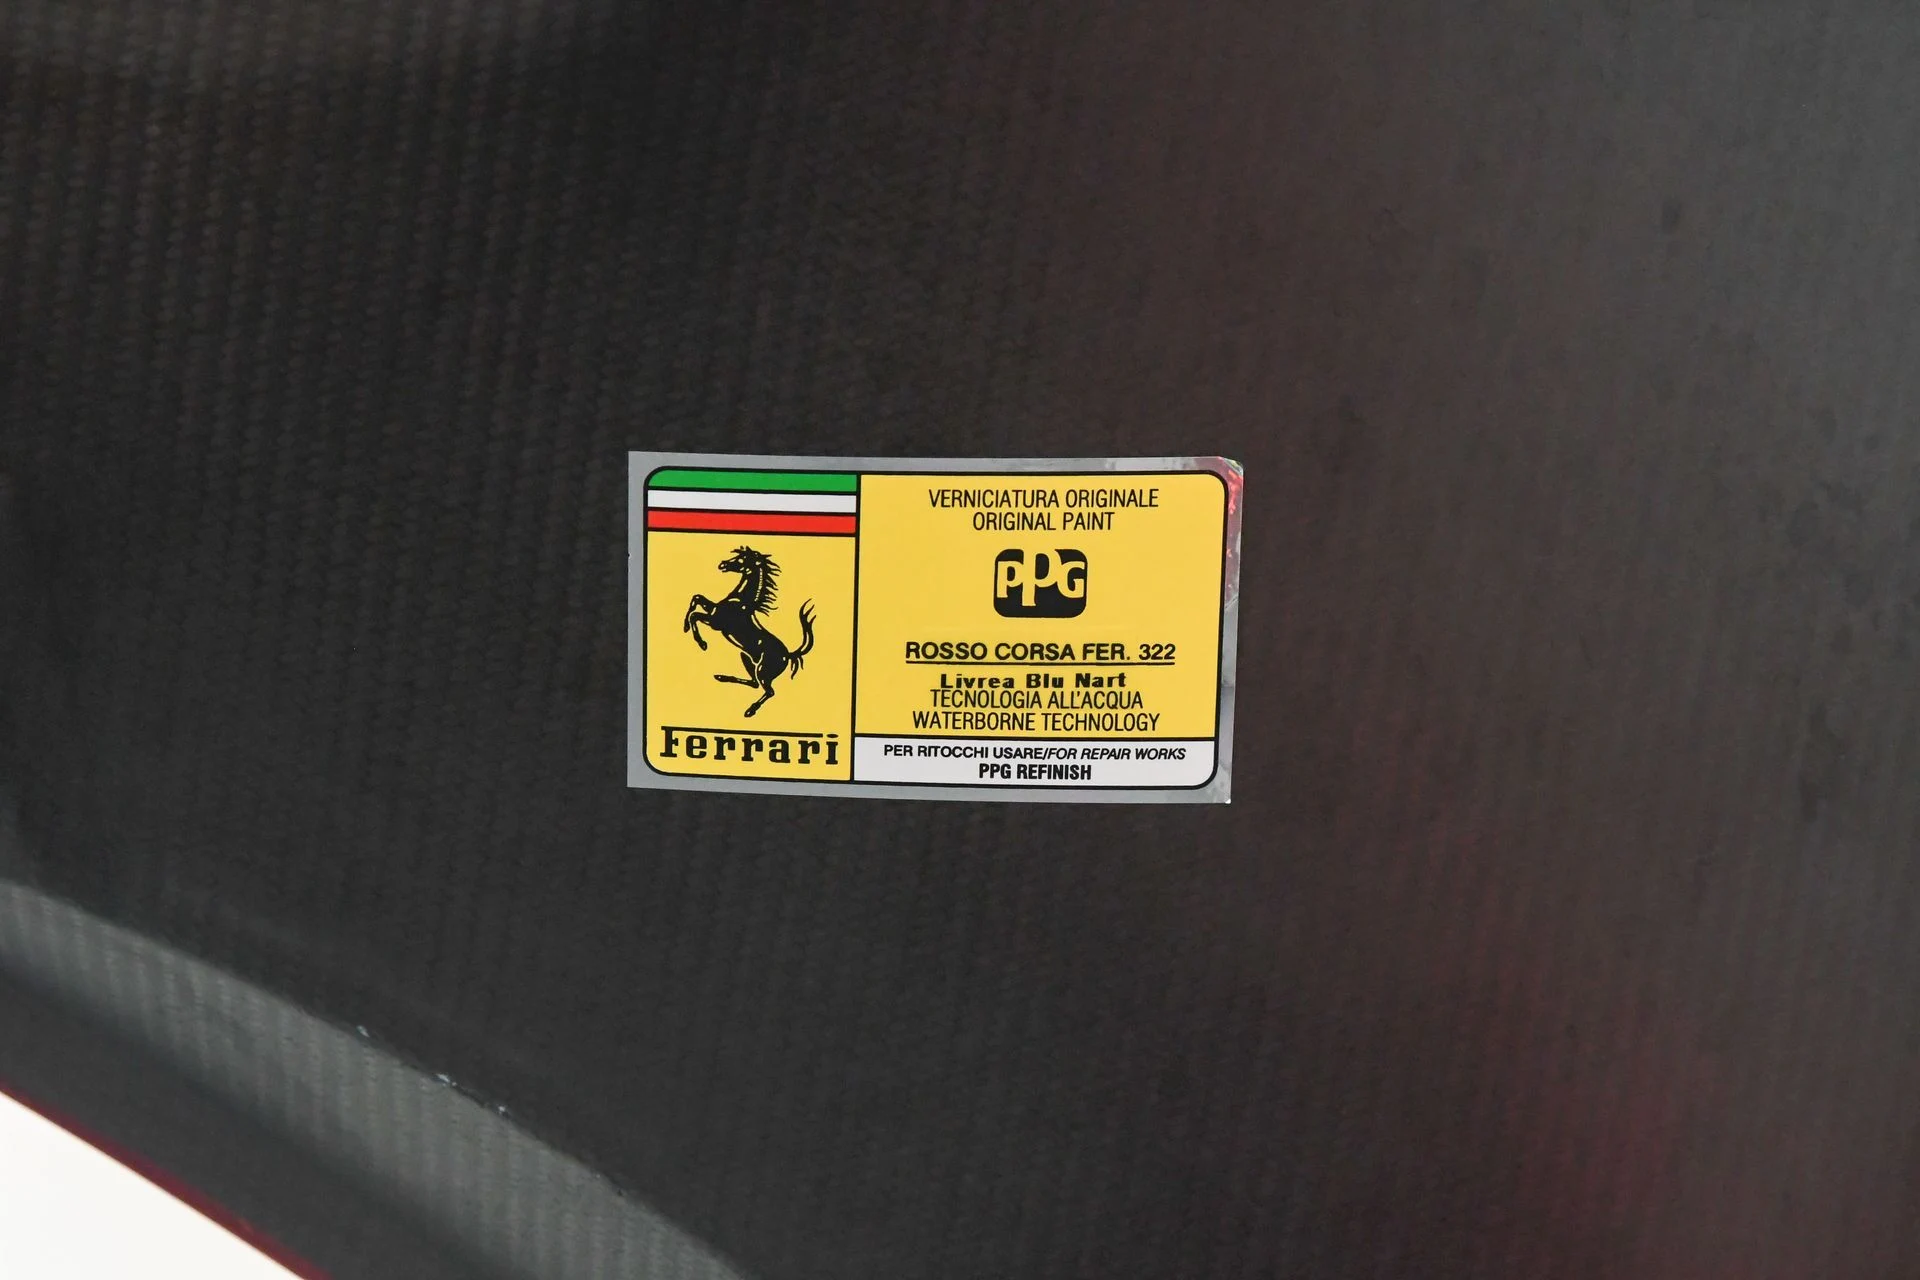 Ferrari
VERNICIATURA ORIGINALE
ORIGINAL PAINT
PPG
ROSSO CORSA FER. 322
Livrea Blu Nart
TECNOLOGIA ALL'ACQUA
WATERBORNE TECHNOLOGY
PER RITOCCHI USARE/FOR REPAIR WORKS
PPG REFINISH